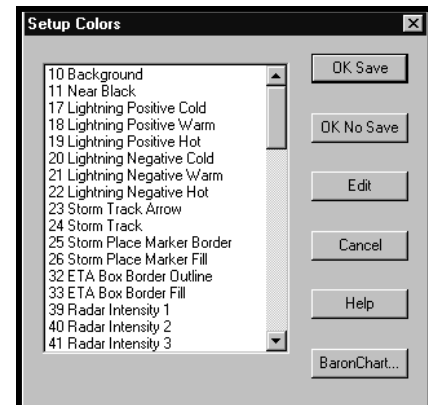 Setup Colors
10 Background
11 Near Black
17 Lightning Positive Cold
18 Lightning Positive Warm
19 Lightning Positive Hot
20 Lightning Negative Cold
21 Lightning Negative Warm
22 Lightning Negative Hot
23 Storm Track Arrow
24 Storm Track
25 Storm Place Marker Border
26 Storm Place Marker Fill
32 ETA Box Border Outline
33 ETA Box Border Fill
39 Radar Intensity 1
40 Radar Intensity 2
41 Radar Intensity 3
OK Save
OK No Save
Edit
Cancel
Help
BaronChart...